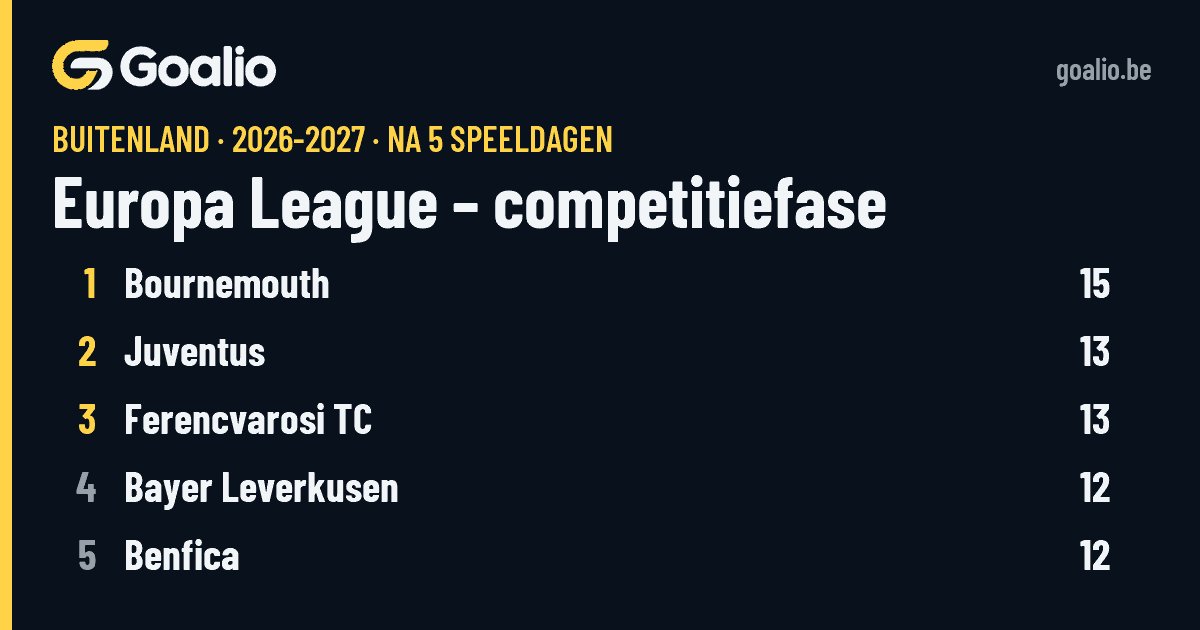 Goalio goalio.be
BUITENLAND · 2026-2027 · NA 5 SPEELDAGEN
Europa League – competitiefase
1 Bournemouth 15
2 Juventus 13
3 Ferencvarosi TC 13
4 Bayer Leverkusen 12
5 Benfica 12